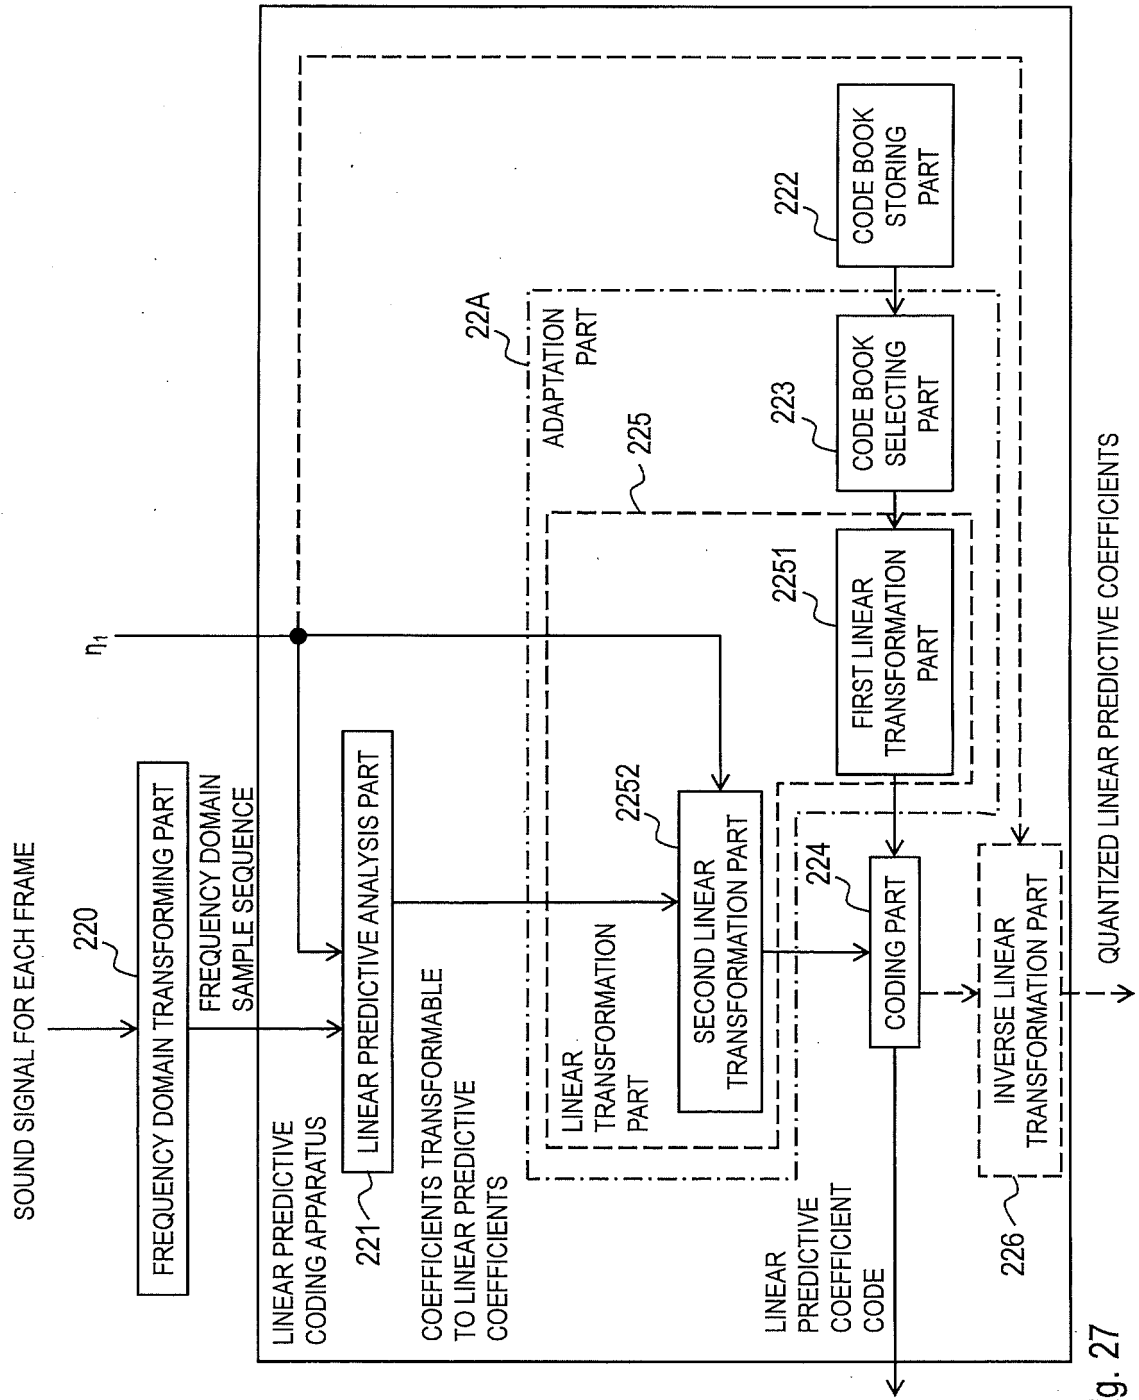 SOUND SIGNAL FOR EACH FRAME
220
FREQUENCY DOMAIN TRANSFORMING PART
FREQUENCY DOMAIN
SAMPLE SEQUENCE
η1
LINEAR PREDICTIVE
CODING APPARATUS
LINEAR PREDICTIVE ANALYSIS PART
221
COEFFICIENTS TRANSFORMABLE
TO LINEAR PREDICTIVE
COEFFICIENTS
22A
ADAPTATION
PART
225
LINEAR
TRANSFORMATION
PART
2252
SECOND LINEAR
TRANSFORMATION PART
2251
FIRST LINEAR
TRANSFORMATION
PART
223
CODE BOOK
SELECTING
PART
222
CODE BOOK
STORING
PART
224
CODING PART
LINEAR
PREDICTIVE
COEFFICIENT
CODE
226
INVERSE LINEAR
TRANSFORMATION PART
QUANTIZED LINEAR PREDICTIVE COEFFICIENTS
g. 27